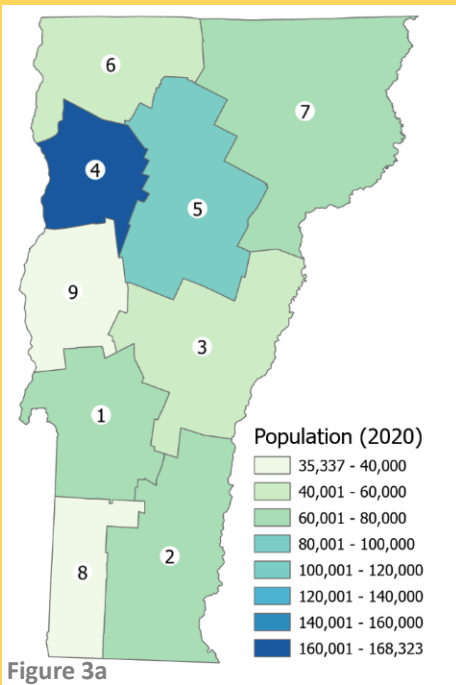 6
7
4
5
9
3
1
2
8
Population (2020)
35,337 - 40,000
40,001 - 60,000
60,001 - 80,000
80,001 - 100,000
100,001 - 120,000
120,001 - 140,000
140,001 - 160,000
160,001 - 168,323
Figure 3a